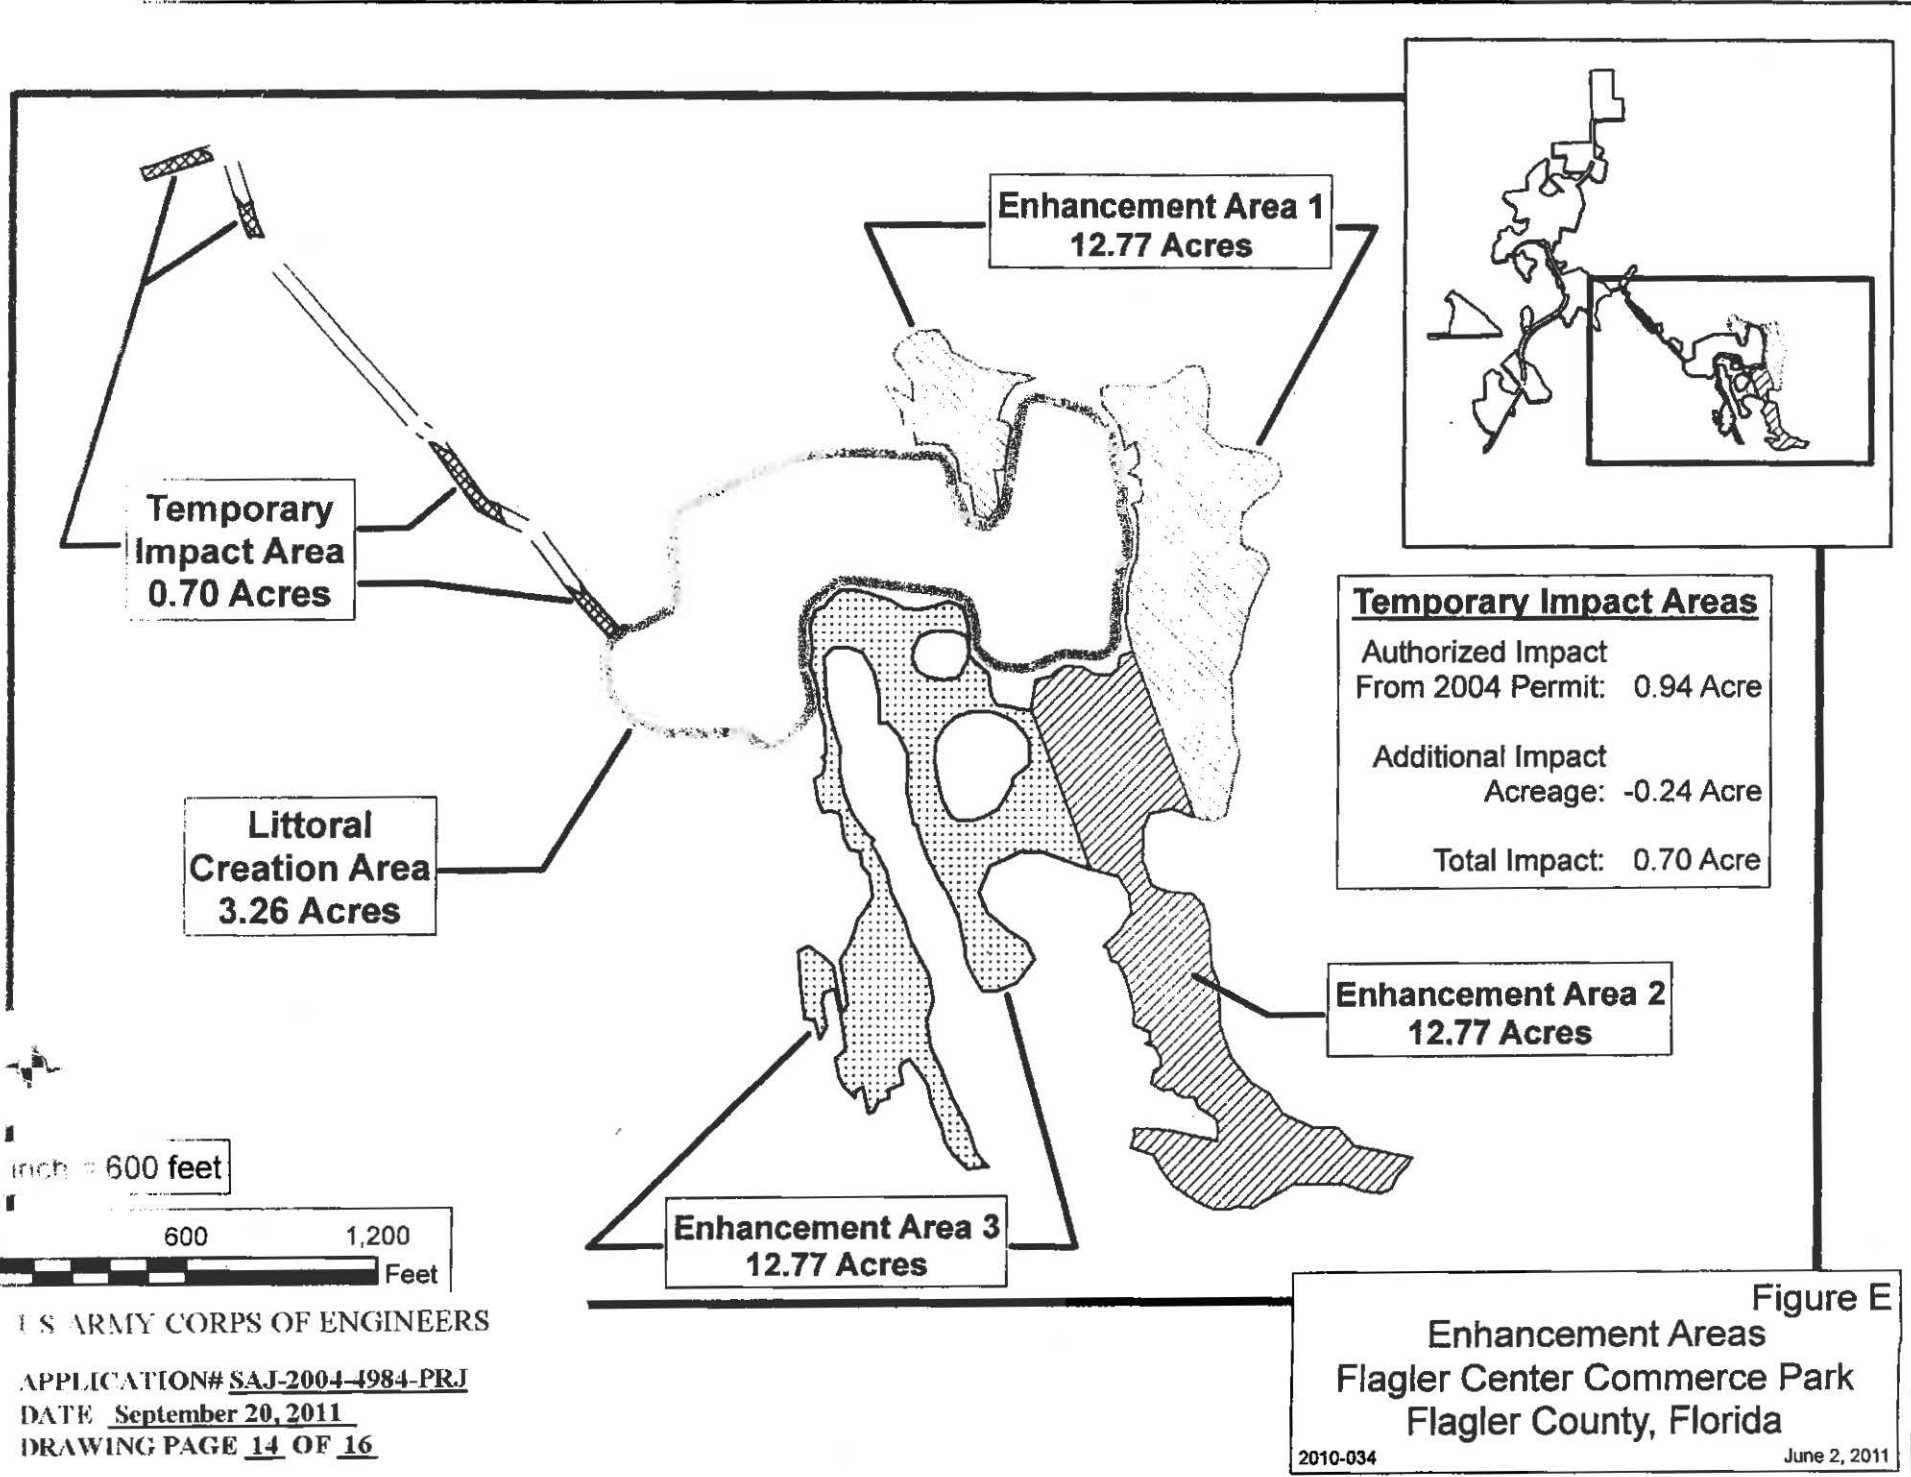 Enhancement Area 1
12.77 Acres
Temporary
Impact Area
0.70 Acres
Temporary Impact Areas
Authorized Impact
From 2004 Permit: 0.94 Acre
Additional Impact
Acreage: -0.24 Acre
Total Impact: 0.70 Acre
Littoral
Creation Area
3.26 Acres
Enhancement Area 2
12.77 Acres
inch = 600 feet
600 1,200
Feet
Enhancement Area 3
12.77 Acres
U S ARMY CORPS OF ENGINEERS
APPLICATION# SAJ-2004-4984-PRJ
DATE September 20, 2011
DRAWING PAGE 14 OF 16
Figure E
Enhancement Areas
Flagler Center Commerce Park
Flagler County, Florida
2010-034 June 2, 2011